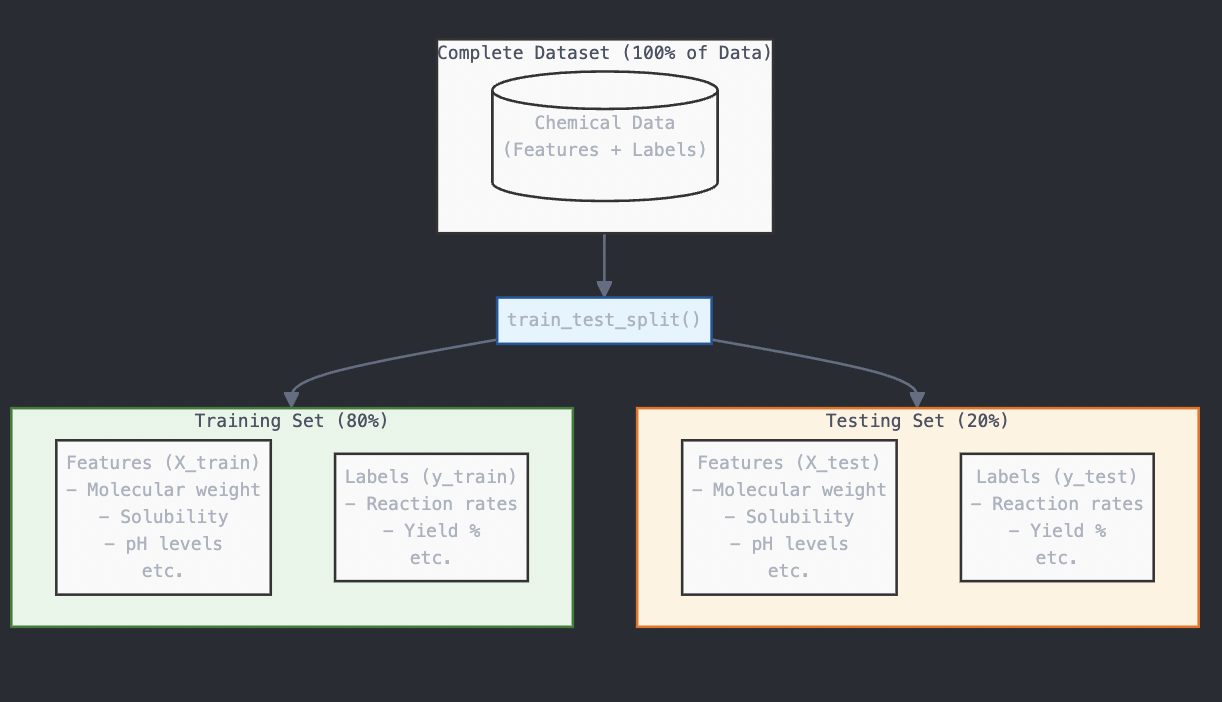 Complete Dataset (100% of Data)
Chemical Data
(Features + Labels)
train_test_split()
Training Set (80%)
Features (X_train)
– Molecular weight
– Solubility
– pH levels
etc.
Labels (y_train)
– Reaction rates
– Yield %
etc.
Testing Set (20%)
Features (X_test)
– Molecular weight
– Solubility
– pH levels
etc.
Labels (y_test)
– Reaction rates
– Yield %
etc.